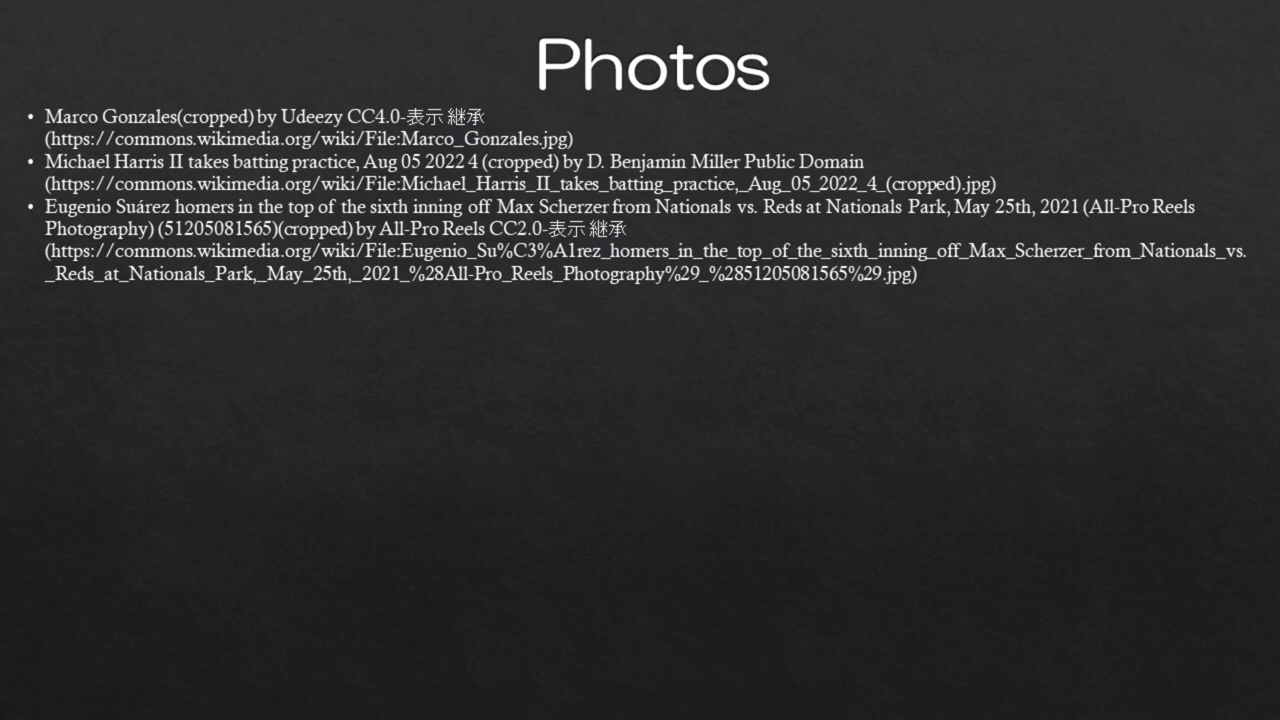 Photos
• Marco Gonzales(cropped) by Udeezy CC4.0-表示 継承
(https://commons.wikimedia.org/wiki/File:Marco_Gonzales.jpg)
• Michael Harris II takes batting practice, Aug 05 2022 4 (cropped) by D. Benjamin Miller Public Domain
(https://commons.wikimedia.org/wiki/File:Michael_Harris_II_takes_batting_practice,_Aug_05_2022_4_(cropped).jpg)
• Eugenio Suárez homers in the top of the sixth inning off Max Scherzer from Nationals vs. Reds at Nationals Park, May 25th, 2021 (All-Pro Reels
Photography) (51205081565)(cropped) by All-Pro Reels CC2.0-表示 継承
(https://commons.wikimedia.org/wiki/File:Eugenio_Su%C3%A1rez_homers_in_the_top_of_the_sixth_inning_off_Max_Scherzer_from_Nationals_vs.
_Reds_at_Nationals_Park,_May_25th,_2021_%28All-Pro_Reels_Photography%29_%2851205081565%29.jpg)